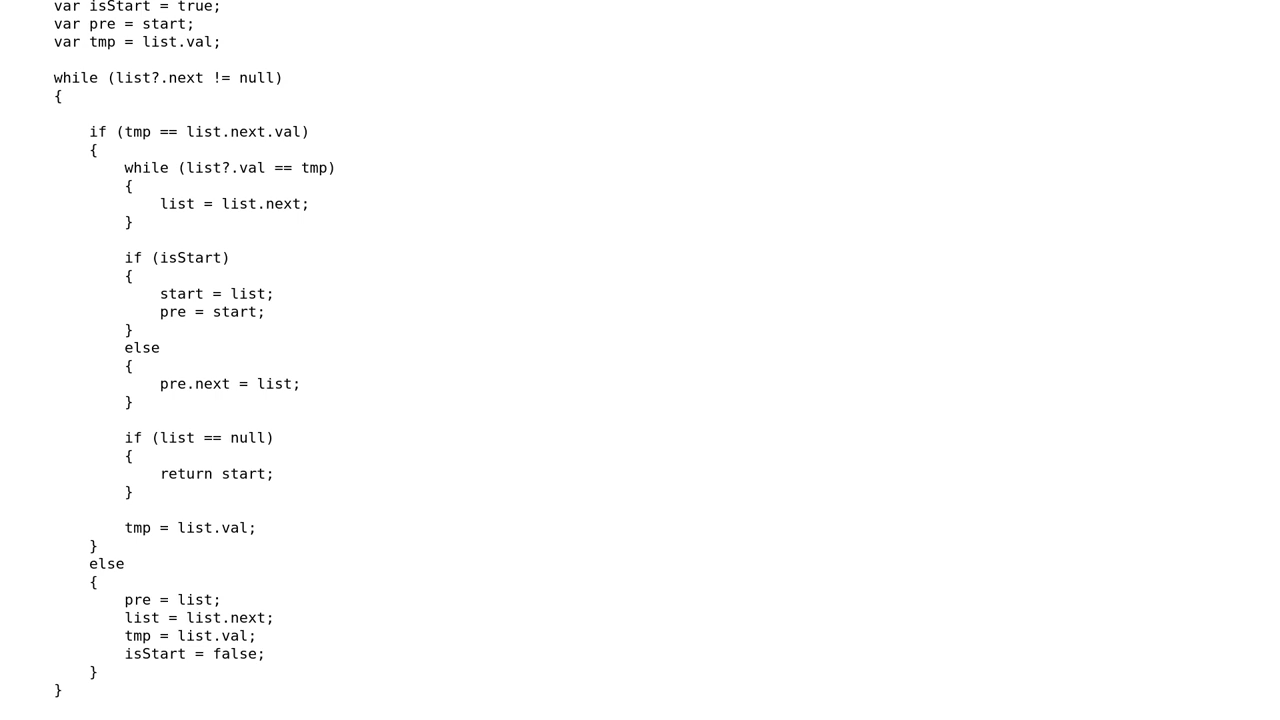 var isStart = true;
var pre = start;
var tmp = list.val;
while (list?.next != null)
{
if (tmp == list.next.val)
{
while (list?.val == tmp)
{
list = list.next;
}
if (isStart)
{
start = list;
pre = start;
}
else
{
pre.next = list;
}
if (list == null)
{
return start;
}
tmp = list.val;
}
else
{
pre = list;
list = list.next;
tmp = list.val;
isStart = false;
}
}